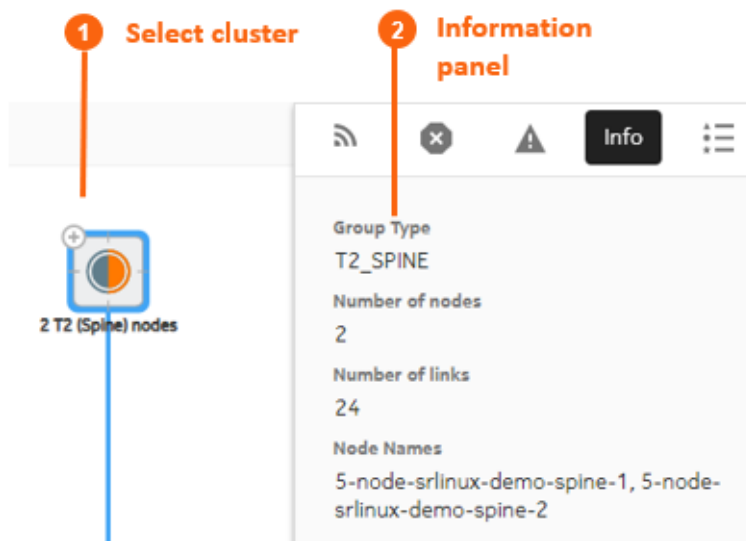 1 Select cluster
2 Information
panel
Info
2 T2 (Spine) nodes
Group Type
T2_SPINE
Number of nodes
2
Number of links
24
Node Names
5-node-srlinux-demo-spine-1, 5-node-
srlinux-demo-spine-2